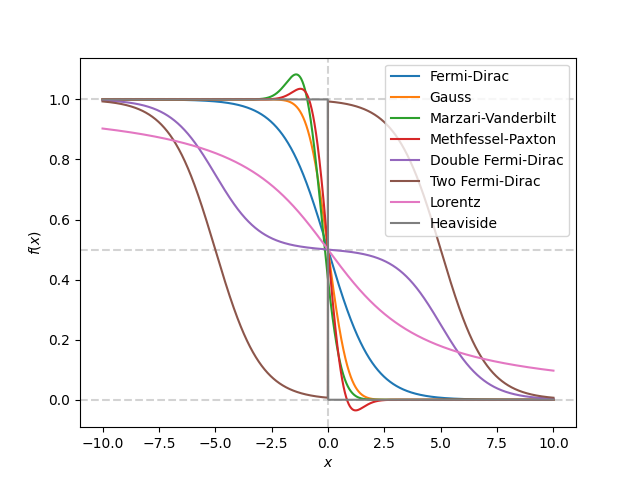 Fermi-Dirac
Gauss
Marzari-Vanderbilt
Methfessel-Paxton
Double Fermi-Dirac
Two Fermi-Dirac
Lorentz
Heaviside
1.0
0.8
0.6
0.4
0.2
0.0
f(x)
−10.0 −7.5 −5.0 −2.5 0.0 2.5 5.0 7.5 10.0
x